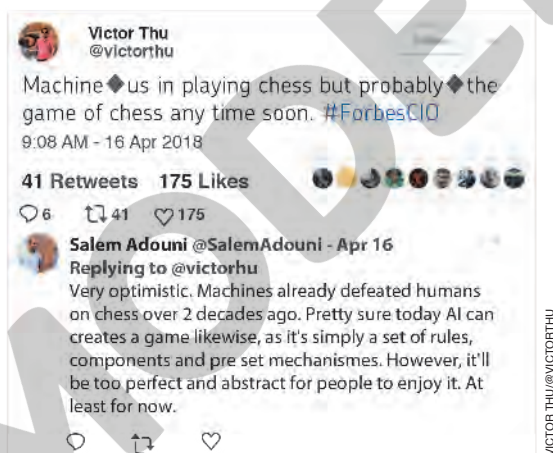 Victor Thu
@victorthu
Machine◆us in playing chess but probably◆the
game of chess any time soon. #ForbesCIO
9:08 AM - 16 Apr 2018
41 Retweets 175 Likes
6 41 175
Salem Adouni @SalemAdouni - Apr 16
Replying to @victorhu
Very optimistic. Machines already defeated humans
on chess over 2 decades ago. Pretty sure today AI can
creates a game likewise, as it's simply a set of rules,
components and pre set mechanismes. However, it'll
be too perfect and abstract for people to enjoy it. At
least for now.
VICTOR THU/@VICTORTHU
MODE